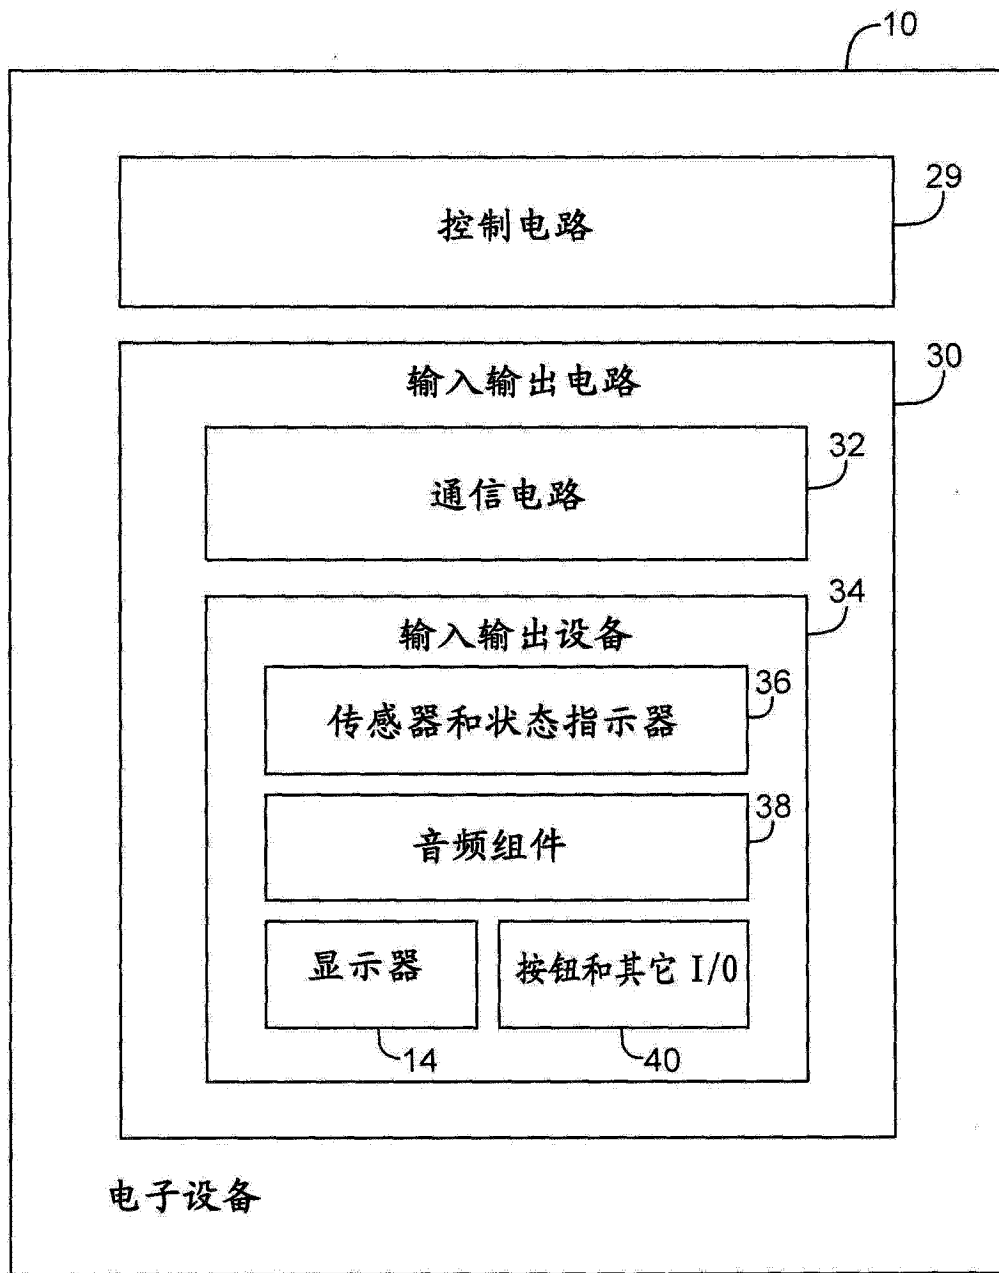 10
控制电路
29
输入输出电路
30
通信电路
32
输入输出设备
34
传感器和状态指示器
36
音频组件
38
显示器
按钮和其它 I/O
14
40
电子设备